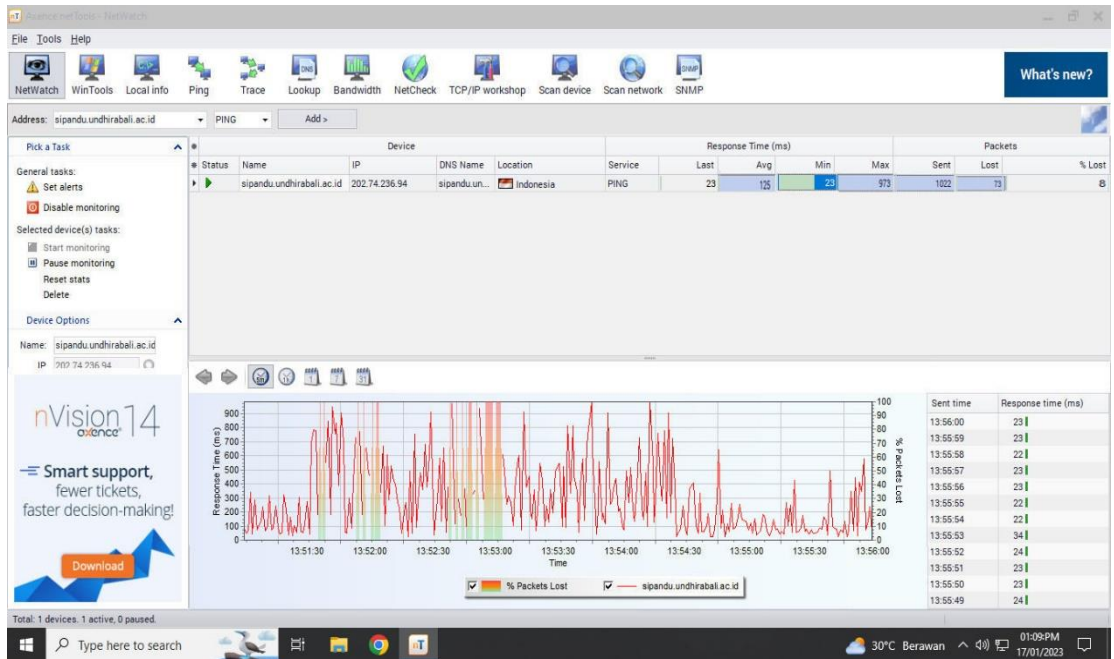 nT Axence netTools - NetWatch
File Tools Help
NetWatch WinTools Local info Ping Trace Lookup Bandwidth NetCheck TCP/IP workshop Scan device Scan network SNMP
DNS
SNMP
What's new?
Address: sipandu.undhirabali.ac.id PING Add >
Pick a Task
General tasks:
Set alerts
Disable monitoring
Selected device(s) tasks:
Start monitoring
Pause monitoring
Reset stats
Delete
Device Options
Name: sipandu.undhirabali.ac.id
IP 202.74.236.94
Device Response Time (ms) Packets
Status Name IP DNS Name Location Service Last Avg Min Max Sent Lost % Lost
sipandu.undhirabali.ac.id 202.74.236.94 sipandu.un... Indonesia PING 23 125 23 973 1022 73 8
1 7 31
nVision 14
axence
Smart support,
fewer tickets,
faster decision-making!
Download
Response Time (ms)
900
800
700
600
500
400
300
200
100
0
100
90
80
70
60
50
40
30
20
10
0
% Packets Lost
13:51:30 13:52:00 13:52:30 13:53:00 13:53:30 13:54:00 13:54:30 13:55:00 13:55:30 13:56:00
Time
% Packets Lost sipandu.undhirabali.ac.id
Sent time Response time (ms)
13:56:00 23
13:55:59 23
13:55:58 22
13:55:57 23
13:55:56 23
13:55:55 22
13:55:54 22
13:55:53 34
13:55:52 24
13:55:51 23
13:55:50 23
13:55:49 24
Total: 1 devices. 1 active, 0 paused.
Type here to search
nT
30°C Berawan
01:09:PM
17/01/2023